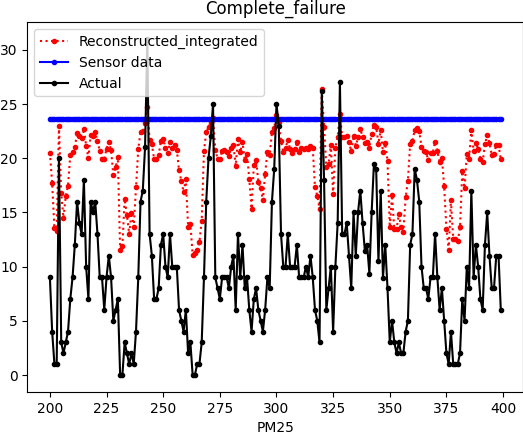 Complete_failure
Reconstructed_integrated
Sensor data
Actual
30
25
20
15
10
5
0
200 225 250 275 300 325 350 375 400
PM25